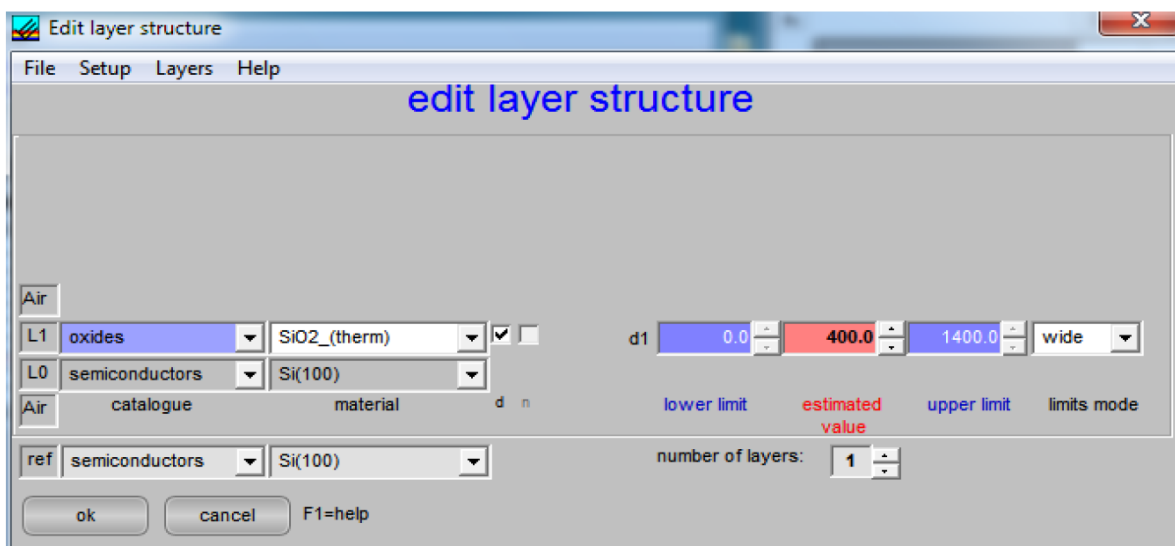 Edit layer structure
File Setup Layers Help
edit layer structure
Air
L1 oxides SiO2_(therm) d1 0.0 400.0 1400.0 wide
L0 semiconductors Si(100)
Air catalogue material d n lower limit estimated value upper limit limits mode
ref semiconductors Si(100) number of layers: 1
ok cancel F1=help